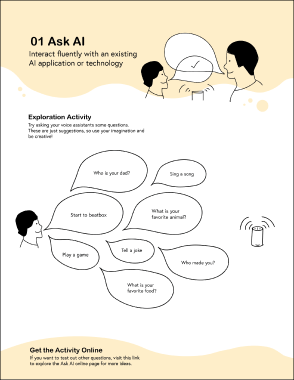 01 Ask AI
Interact fluently with an existing
AI application or technology
Exploration Activity
Try asking your voice assistants some questions.
These are just suggestions, so use your imagination and
be creative!
Who is your dad?
Sing a song
Start to beatbox
What is your
favorite animal?
Tell a joke
Play a game
Who made you?
What is your
favorite food?
Get the Activity Online
If you want to test out other questions, visit this link
to explore the Ask AI online page for more ideas.